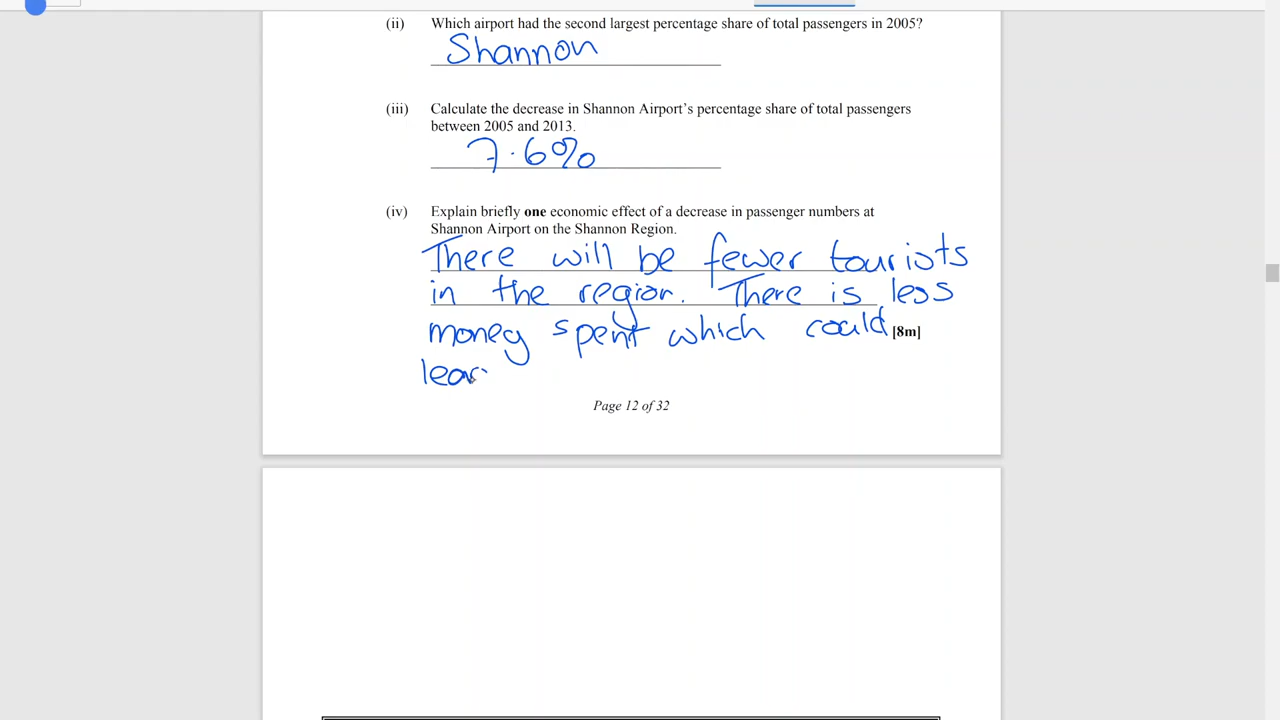 (ii) Which airport had the second largest percentage share of total passengers in 2005?
Shannon
(iii) Calculate the decrease in Shannon Airport's percentage share of total passengers
between 2005 and 2013.
7.6%
(iv) Explain briefly one economic effect of a decrease in passenger numbers at
Shannon Airport on the Shannon Region.
There will be fewer tourists
in the region. There is less
money spent which could
[8m]
Page 12 of 32